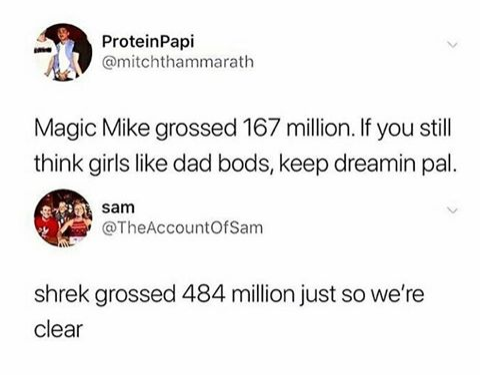 ProteinPapi
@mitchthammarath
Magic Mike grossed 167 million. If you still
think girls like dad bods, keep dreamin pal.
sam
@TheAccountOfSam
shrek grossed 484 million just so we're
clear